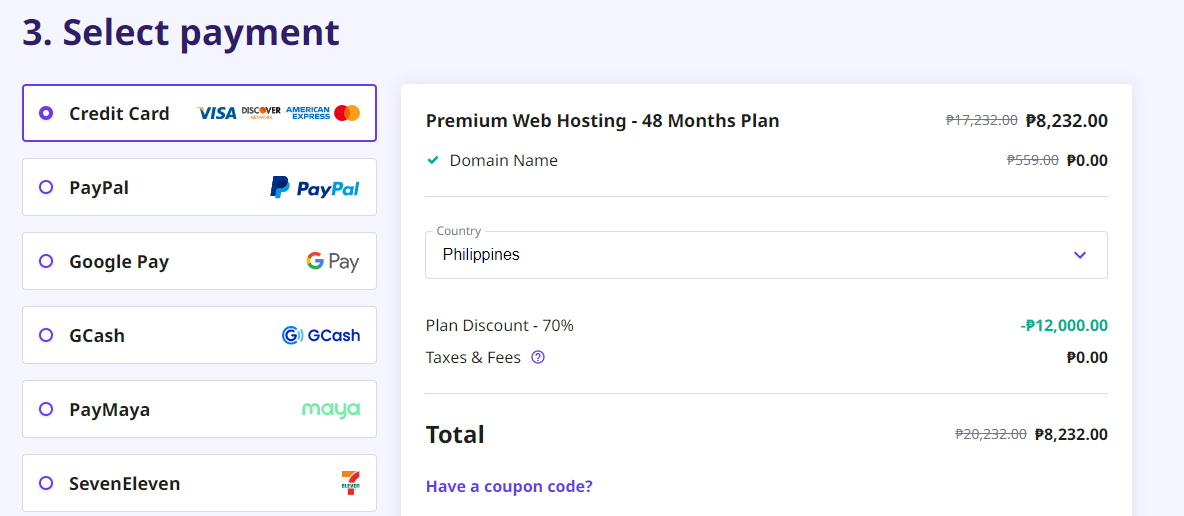 3. Select payment
Credit Card VISA DISCOVER NETWORK AMERICAN EXPRESS
PayPal PayPal
Google Pay G Pay
GCash GCash
PayMaya maya
SevenEleven 7 ELEVEN
Premium Web Hosting - 48 Months Plan ₱17,232.00 ₱8,232.00
Domain Name ₱559.00 ₱0.00
Country
Philippines
Plan Discount - 70% -₱12,000.00
Taxes & Fees ₱0.00
Total ₱20,232.00 ₱8,232.00
Have a coupon code?